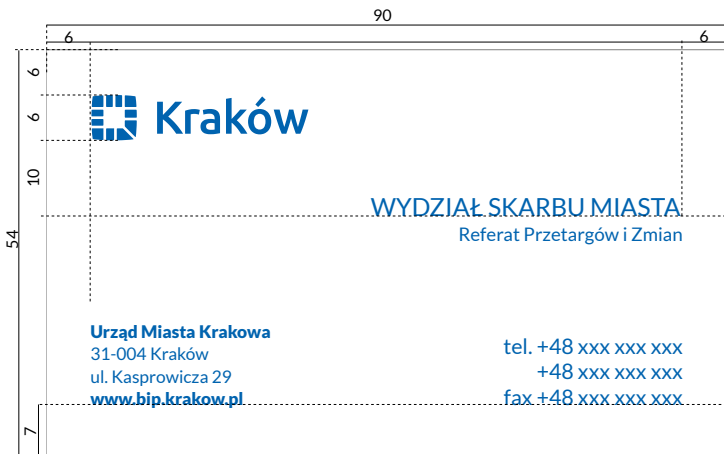 90
6
6
6
6
Kraków
10
WYDZIAŁ SKARBU MIASTA
Referat Przetargów i Zmian
54
Urząd Miasta Krakowa
31-004 Kraków
ul. Kasprowicza 29
www.bip.krakow.pl
tel. +48 xxx xxx xxx
+48 xxx xxx xxx
fax +48 xxx xxx xxx
7